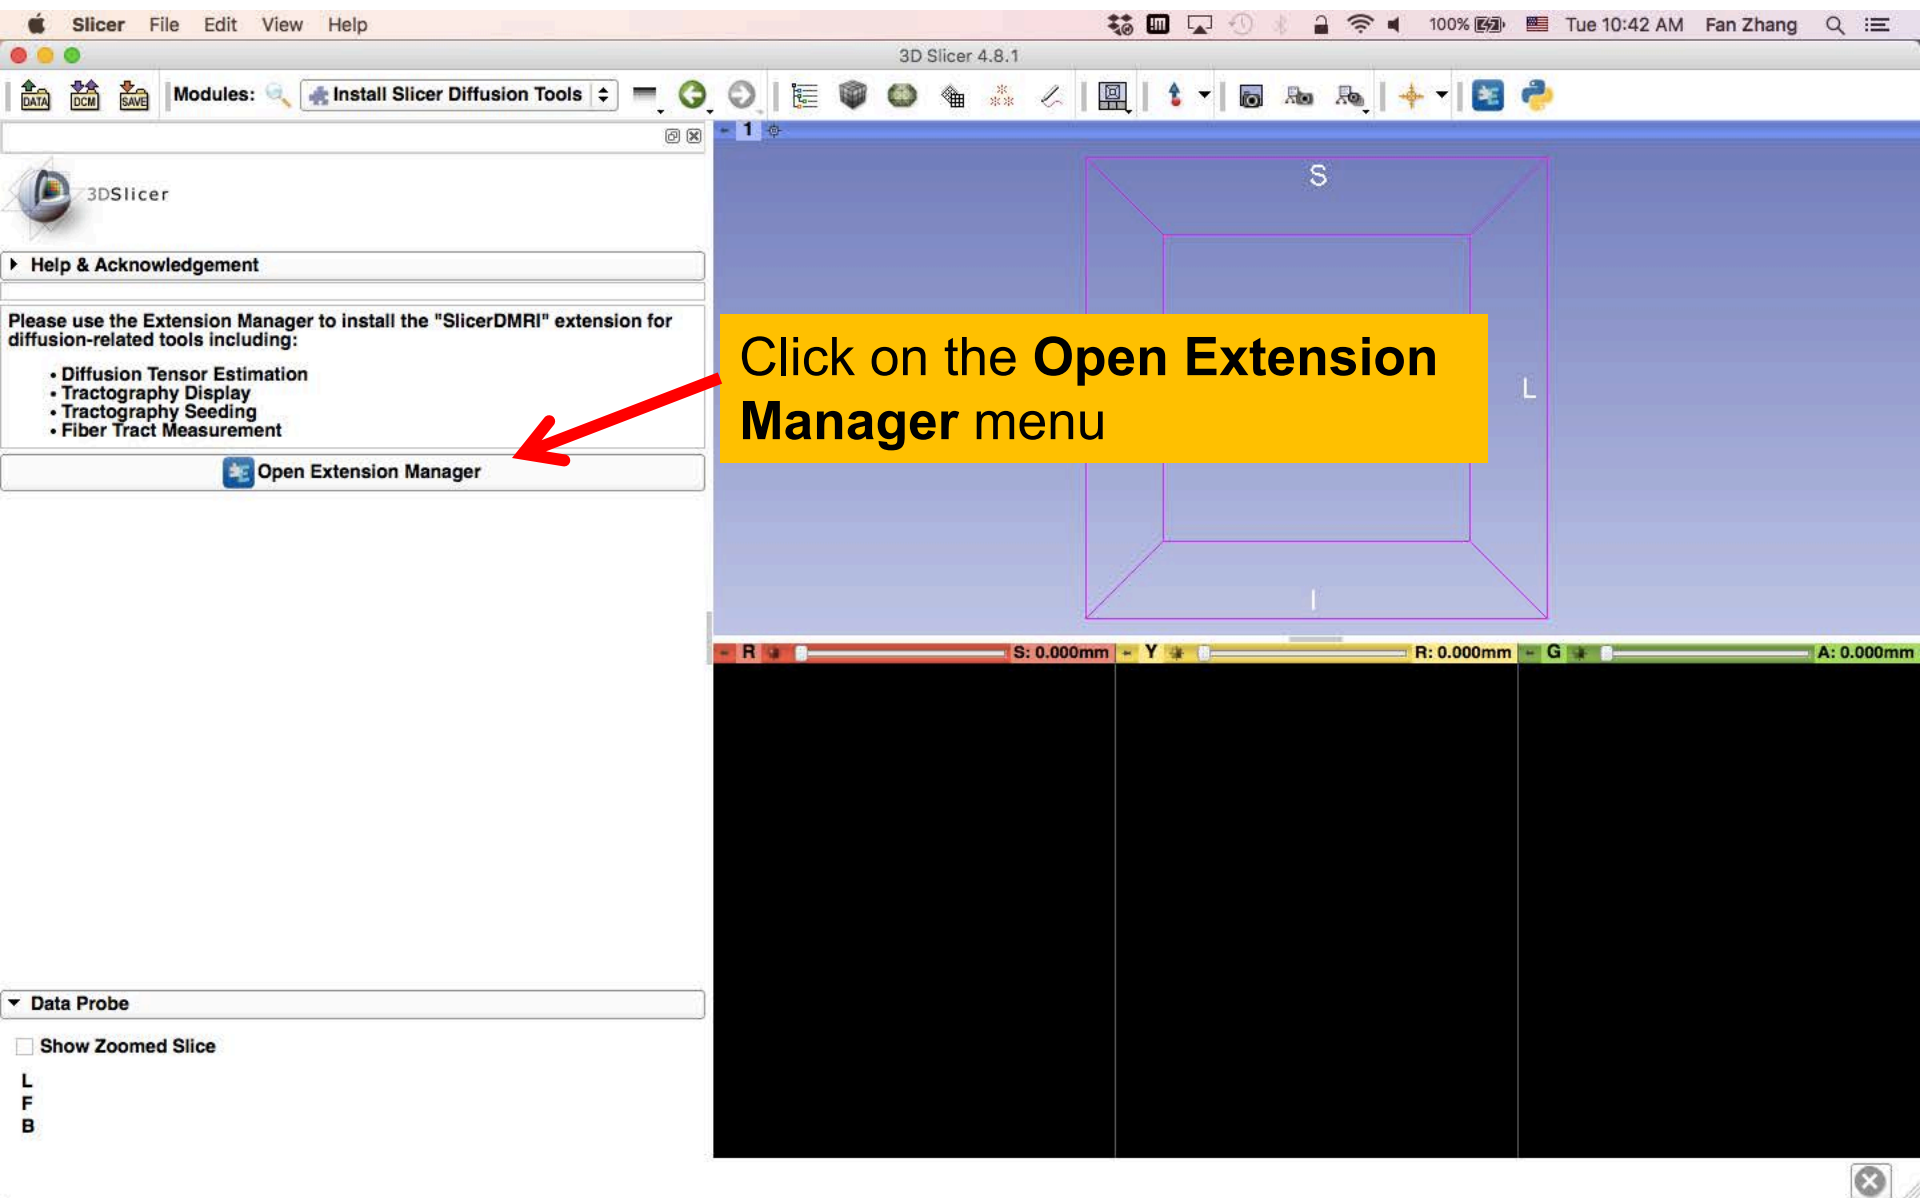 Slicer File Edit View Help 100% Tue 10:42 AM Fan Zhang
3D Slicer 4.8.1
DATA DCM SAVE Modules: Install Slicer Diffusion Tools
1
3DSlicer
Help & Acknowledgement
Please use the Extension Manager to install the "SlicerDMRI" extension for
diffusion-related tools including:
• Diffusion Tensor Estimation
• Tractography Display
• Tractography Seeding
• Fiber Tract Measurement
Open Extension Manager
S
Click on the Open Extension
Manager menu
L
I
R S: 0.000mm Y R: 0.000mm G A: 0.000mm
Data Probe
Show Zoomed Slice
L
F
B